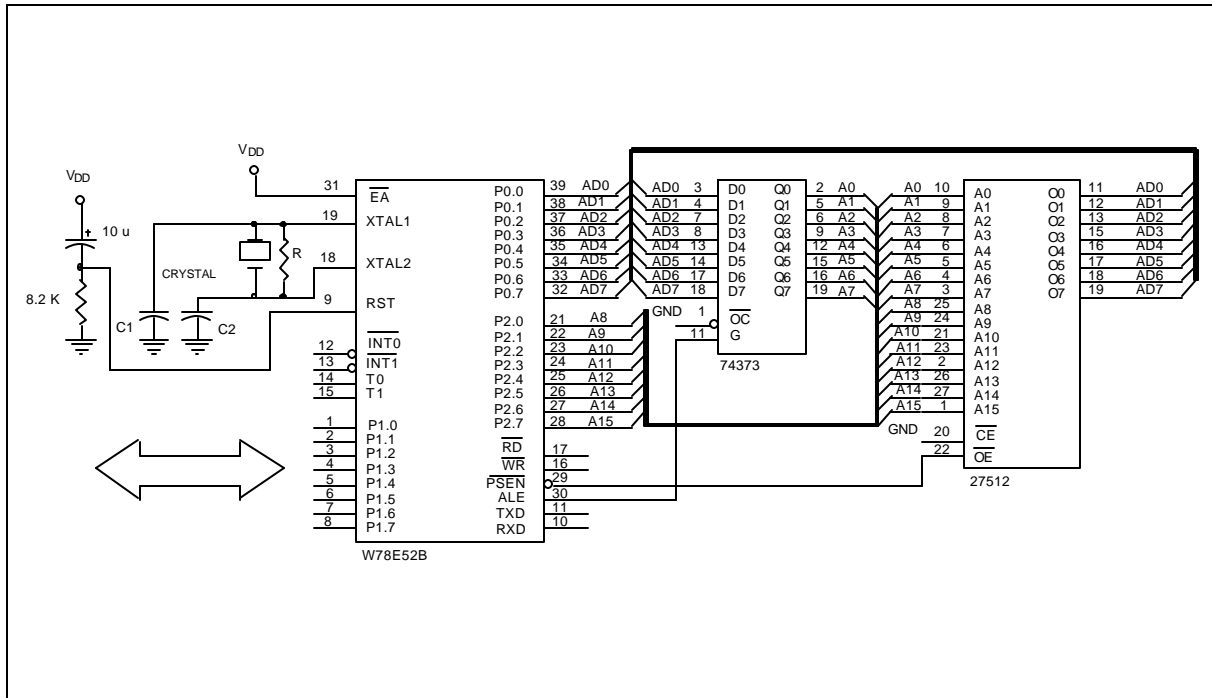 VDD
VDD
10 u
8.2 K
C1
C2
CRYSTAL
R
31
19
18
9
12
13
14
15
1
2
3
4
5
6
7
8
EA
XTAL1
XTAL2
RST
INT0
INT1
T0
T1
P1.0
P1.1
P1.2
P1.3
P1.4
P1.5
P1.6
P1.7
P0.0 39 AD0
P0.1 38 AD1
P0.2 37 AD2
P0.3 36 AD3
P0.4 35 AD4
P0.5 34 AD5
P0.6 33 AD6
P0.7 32 AD7
P2.0 21 A8
P2.1 22 A9
P2.2 23 A10
P2.3 24 A11
P2.4 25 A12
P2.5 26 A13
P2.6 27 A14
P2.7 28 A15
RD 17
WR 16
PSEN 29
ALE 30
TXD 11
RXD 10
W78E52B
AD0 3 D0 Q0 2 A0
AD1 4 D1 Q1 5 A1
AD2 7 D2 Q2 6 A2
AD3 8 D3 Q3 9 A3
AD4 13 D4 Q4 12 A4
AD5 14 D5 Q5 15 A5
AD6 17 D6 Q6 16 A6
AD7 18 D7 Q7 19 A7
GND 1 OC
11 G
74373
A0 10 A0 O0 11 AD0
A1 9 A1 O1 12 AD1
A2 8 A2 O2 13 AD2
A3 7 A3 O3 15 AD3
A4 6 A4 O4 16 AD4
A5 5 A5 O5 17 AD5
A6 4 A6 O6 18 AD6
A7 3 A7 O7 19 AD7
A8 25 A8
A9 24 A9
A10 21 A10
A11 23 A11
A12 2 A12
A13 26 A13
A14 27 A14
A15 1 A15
GND 20 CE
22 OE
27512